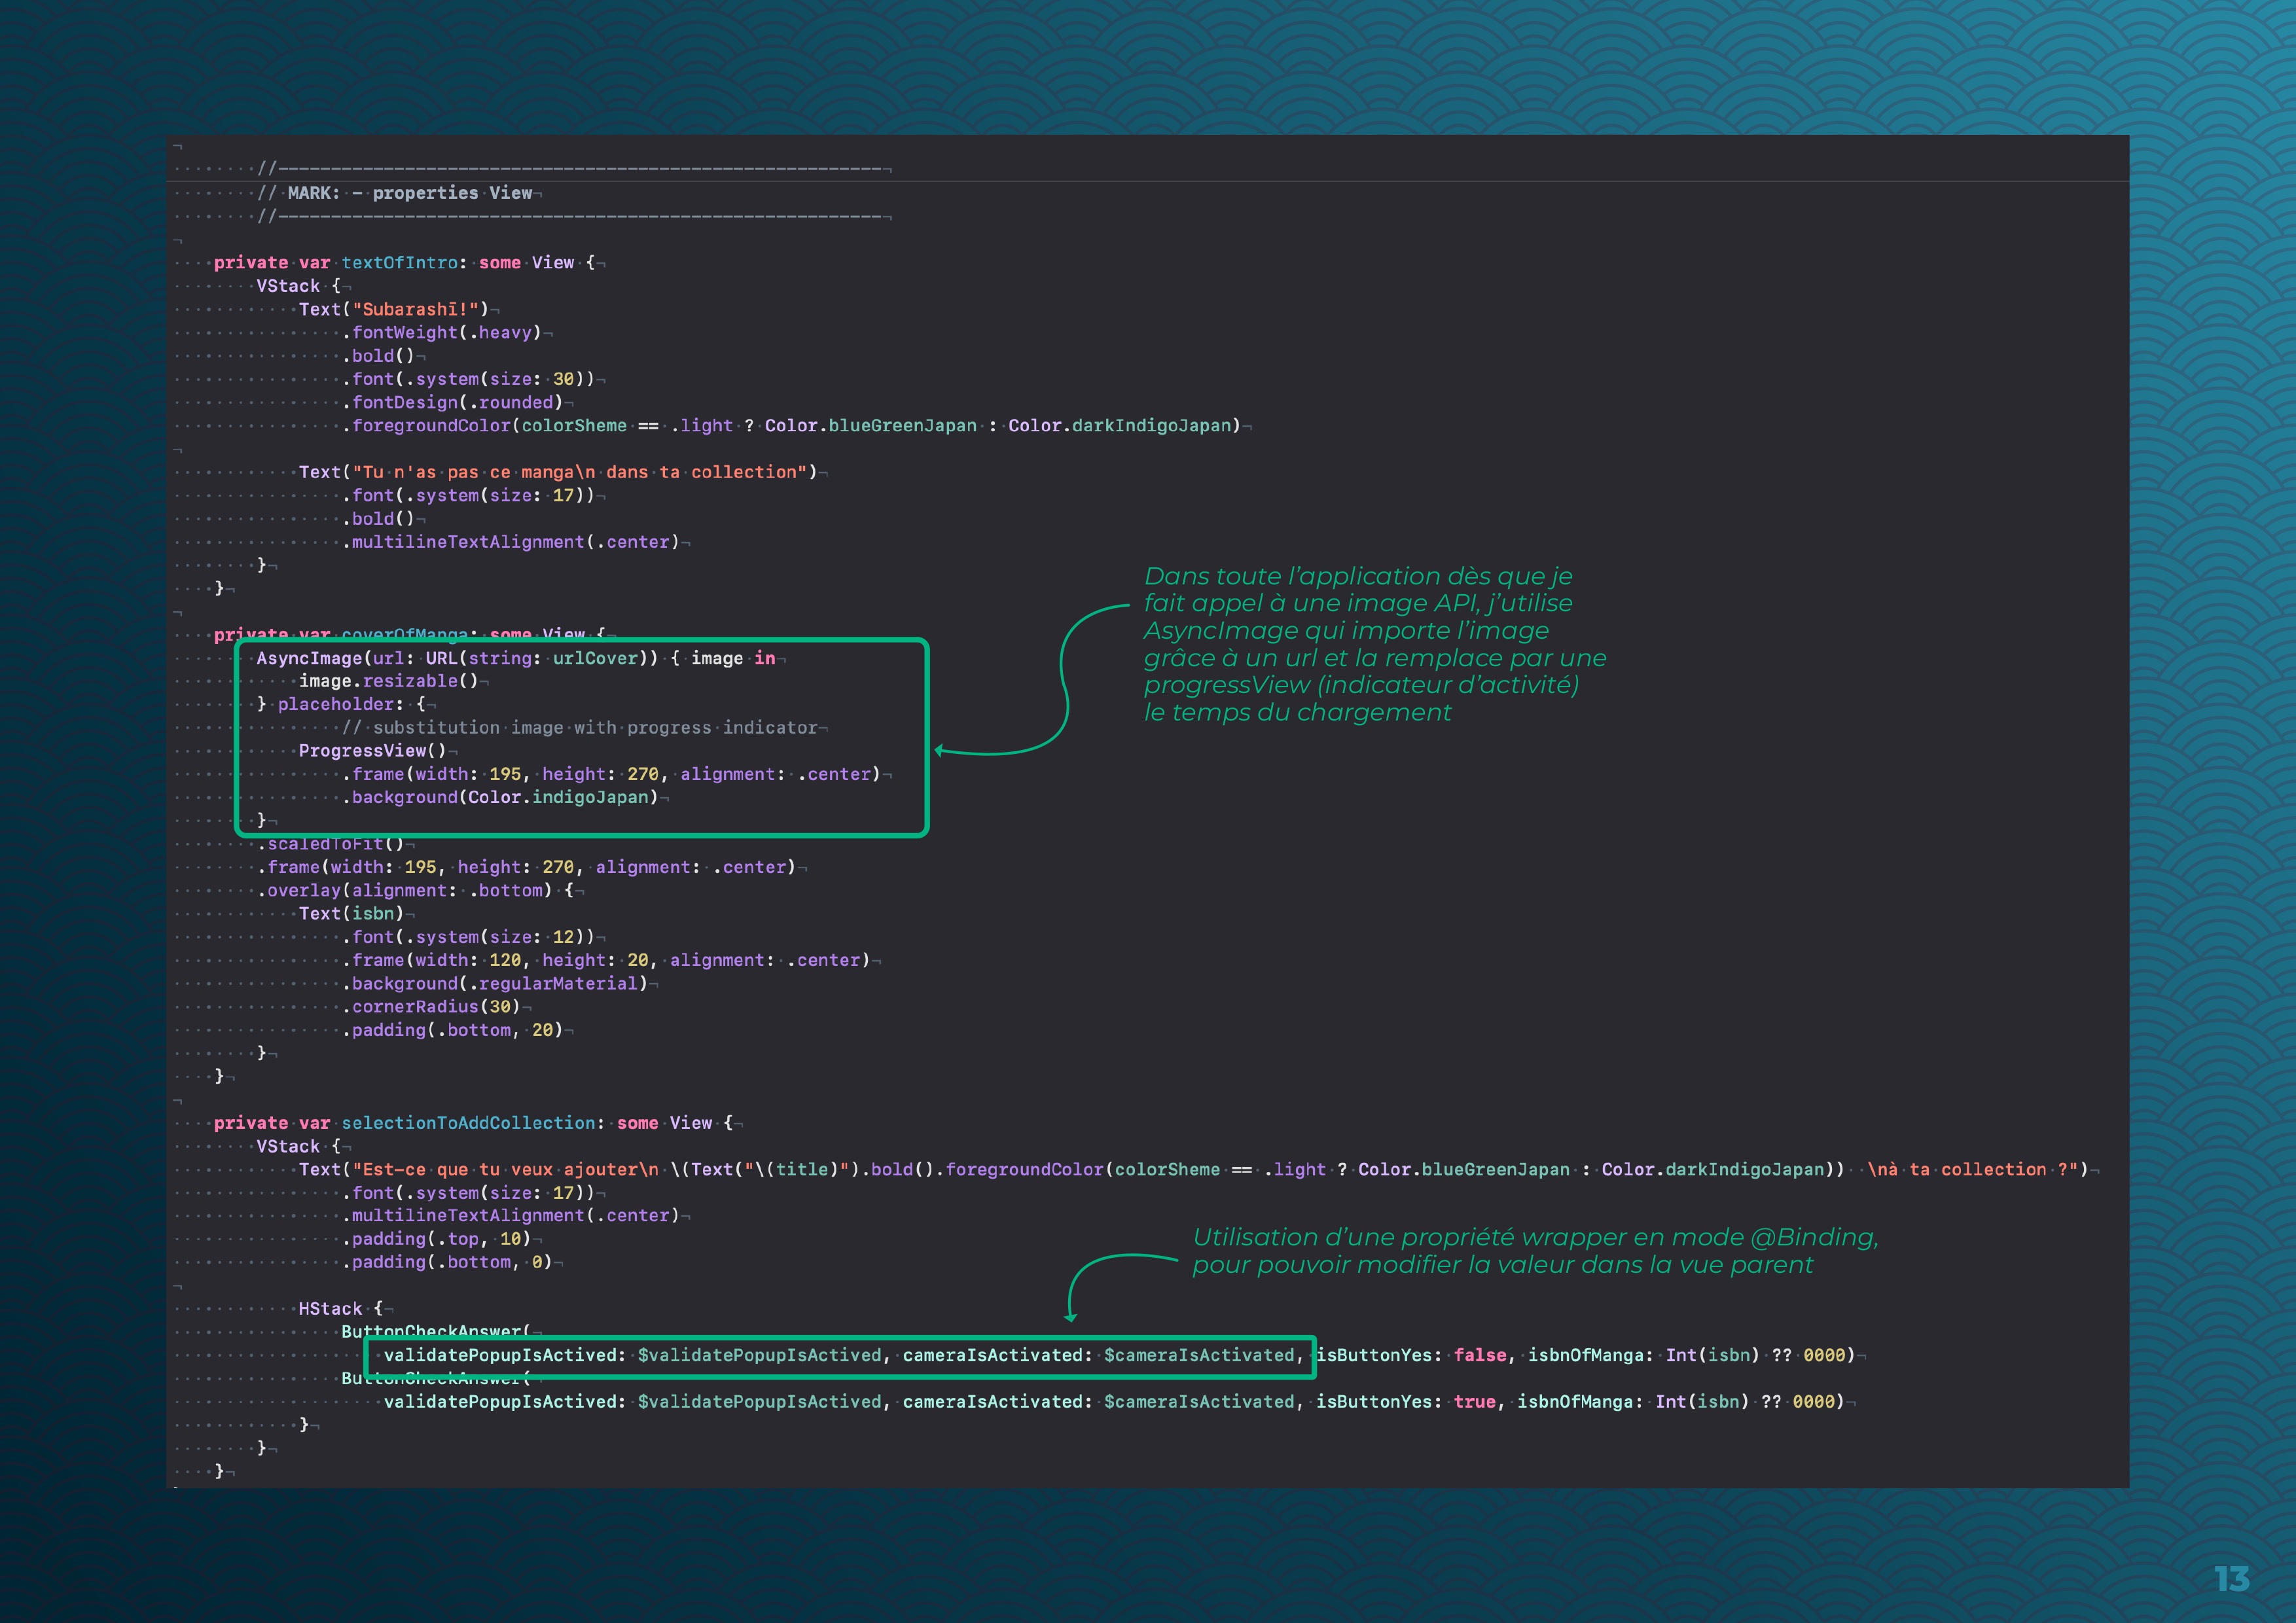 //---------------------------------------------------------
// MARK: - properties View
//---------------------------------------------------------
private var textOfIntro: some View {
VStack {
Text("Subarashī!")
.fontWeight(.heavy)
.bold()
.font(.system(size: 30))
.fontDesign(.rounded)
.foregroundColor(colorSheme == .light ? Color.blueGreenJapan : Color.darkIndigoJapan)
Text("Tu n'as pas ce manga\n dans ta collection")
.font(.system(size: 17))
.bold()
.multilineTextAlignment(.center)
}
}
private var coverOfManga: some View {
AsyncImage(url: URL(string: urlCover)) { image in
image.resizable()
} placeholder: {
// substitution image with progress indicator
ProgressView()
.frame(width: 195, height: 270, alignment: .center)
.background(Color.indigoJapan)
}
.scaledToFit()
.frame(width: 195, height: 270, alignment: .center)
.overlay(alignment: .bottom) {
Text(isbn)
.font(.system(size: 12))
.frame(width: 120, height: 20, alignment: .center)
.background(.regularMaterial)
.cornerRadius(30)
.padding(.bottom, 20)
}
}
private var selectionToAddCollection: some View {
VStack {
Text("Est-ce que tu veux ajouter\n \(Text("\(title)").bold().foregroundColor(colorSheme == .light ? Color.blueGreenJapan : Color.darkIndigoJapan))  \nà ta collection ?")
.font(.system(size: 17))
.multilineTextAlignment(.center)
.padding(.top, 10)
.padding(.bottom, 0)
HStack {
ButtonCheckAnswer(
validatePopupIsActived: $validatePopupIsActived, cameraIsActivated: $cameraIsActivated, isButtonYes: false, isbnOfManga: Int(isbn) ?? 0000)
ButtonCheckAnswer(
validatePopupIsActived: $validatePopupIsActived, cameraIsActivated: $cameraIsActivated, isButtonYes: true, isbnOfManga: Int(isbn) ?? 0000)
}
}
}
Dans toute l'application dès que je
fait appel à une image API, j'utilise
AsyncImage qui importe l'image
grâce à un url et la remplace par une
progressView (indicateur d'activité)
le temps du chargement
Utilisation d'une propriété wrapper en mode @Binding,
pour pouvoir modifier la valeur dans la vue parent
13